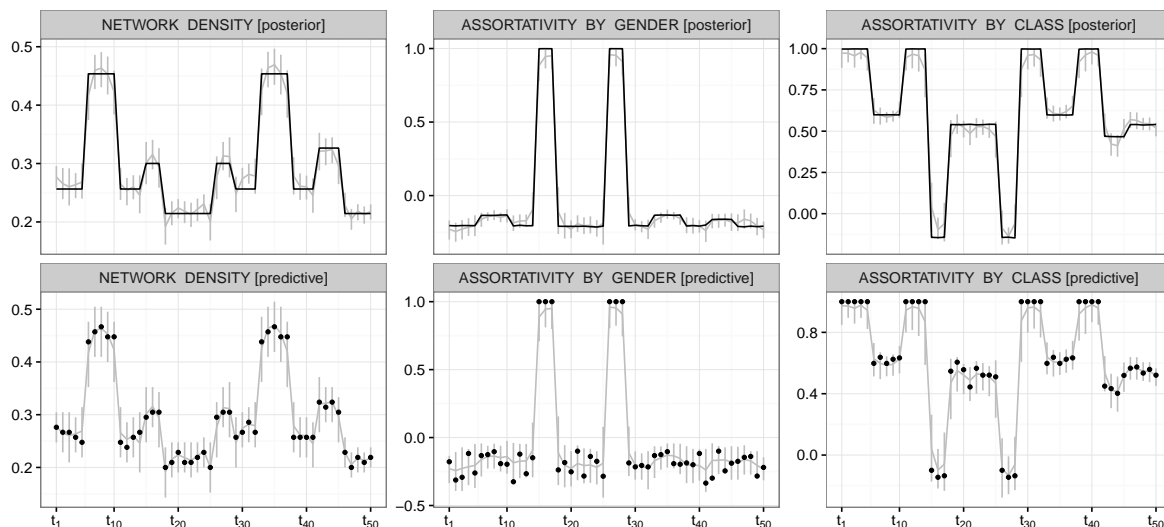 NETWORK DENSITY [posterior]
ASSORTATIVITY BY GENDER [posterior]
ASSORTATIVITY BY CLASS [posterior]
0.5
0.4
0.3
0.2
1.0
0.5
0.0
1.00
0.75
0.50
0.25
0.00
NETWORK DENSITY [predictive]
ASSORTATIVITY BY GENDER [predictive]
ASSORTATIVITY BY CLASS [predictive]
0.5
0.4
0.3
0.2
1.0
0.5
0.0
−0.5
0.8
0.4
0.0
t1 t10 t20 t30 t40 t50
t1 t10 t20 t30 t40 t50
t1 t10 t20 t30 t40 t50